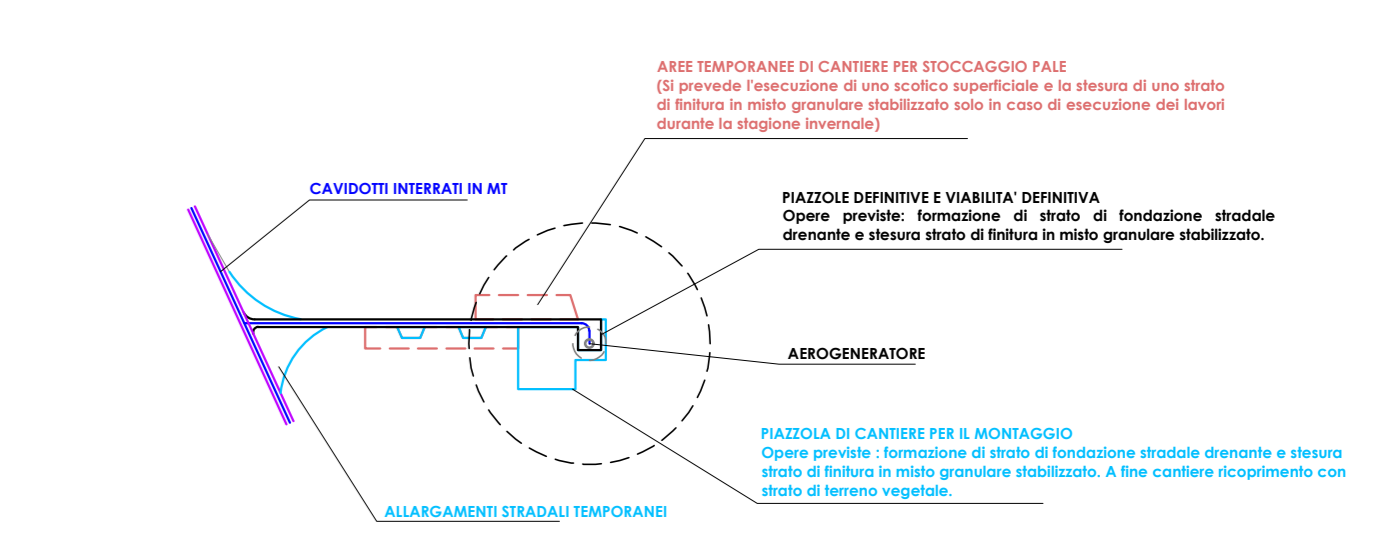 AREE TEMPORANEE DI CANTIERE PER STOCCAGGIO PALE
(Si prevede l'esecuzione di uno scotico superficiale e la stesura di uno strato
di finitura in misto granulare stabilizzato solo in caso di esecuzione dei lavori
durante la stagione invernale)
CAVIDOTTI INTERRATI IN MT
PIAZZOLE DEFINITIVE E VIABILITA' DEFINITIVA
Opere previste: formazione di strato di fondazione stradale
drenante e stesura strato di finitura in misto granulare stabilizzato.
AEROGENERATORE
PIAZZOLA DI CANTIERE PER IL MONTAGGIO
Opere previste : formazione di strato di fondazione stradale drenante e stesura
strato di finitura in misto granulare stabilizzato. A fine cantiere ricoprimento con
strato di terreno vegetale.
ALLARGAMENTI STRADALI TEMPORANEI